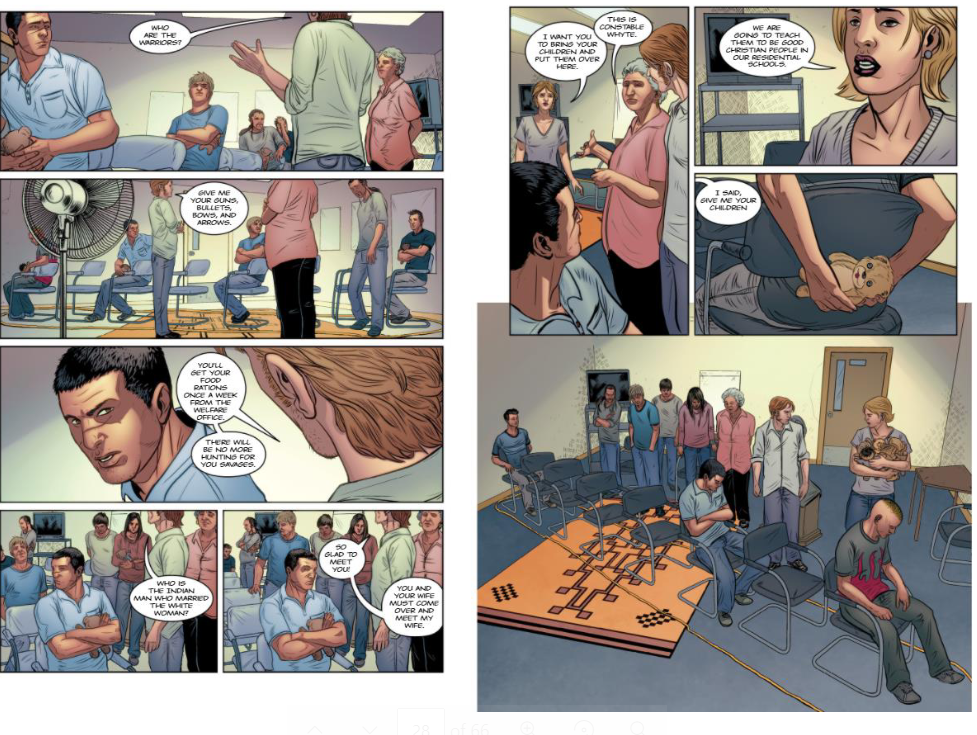 WHO
ARE THE
WARRIORS?
GIVE ME
YOUR GUNS,
BULLETS,
BOWS, AND
ARROWS.
YOU'LL
GET YOUR
FOOD
RATIONS
ONCE A WEEK
FROM THE
WELFARE
OFFICE.
THERE WILL
BE NO MORE
HUNTING FOR
YOU SAVAGES.
WHO IS
THE INDIAN
MAN WHO MARRIED
THE WHITE
WOMAN?
SO
GLAD TO
MEET
YOU!
YOU AND
YOUR WIFE
MUST COME
OVER AND
MEET MY
WIFE.
THIS IS
CONSTABLE
WHYTE.
I WANT YOU
TO BRING YOUR
CHILDREN AND
PUT THEM OVER
HERE.
WE ARE
GOING TO TEACH
THEM TO BE GOOD
CHRISTIAN PEOPLE IN
OUR RESIDENTIAL
SCHOOLS.
I SAID,
GIVE ME YOUR
CHILDREN
28 of 66